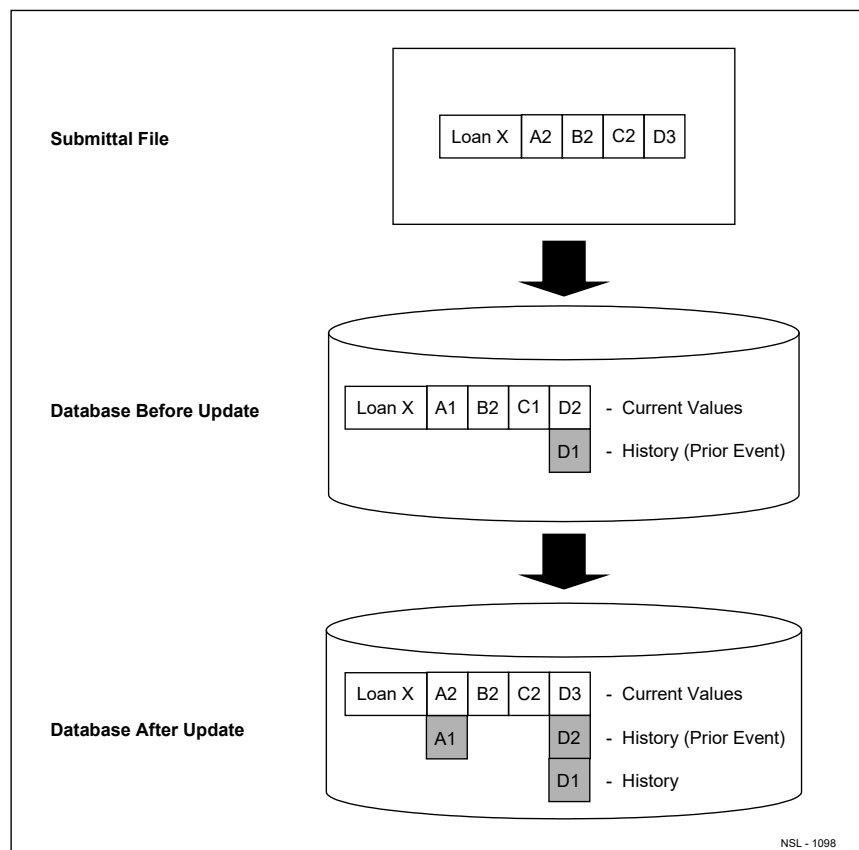 Submittal File
Loan X A2 B2 C2 D3
Database Before Update
Loan X A1 B2 C1 D2 - Current Values
D1 - History (Prior Event)
Database After Update
Loan X A2 B2 C2 D3 - Current Values
A1 D2 - History (Prior Event)
D1 - History
NSL - 1098